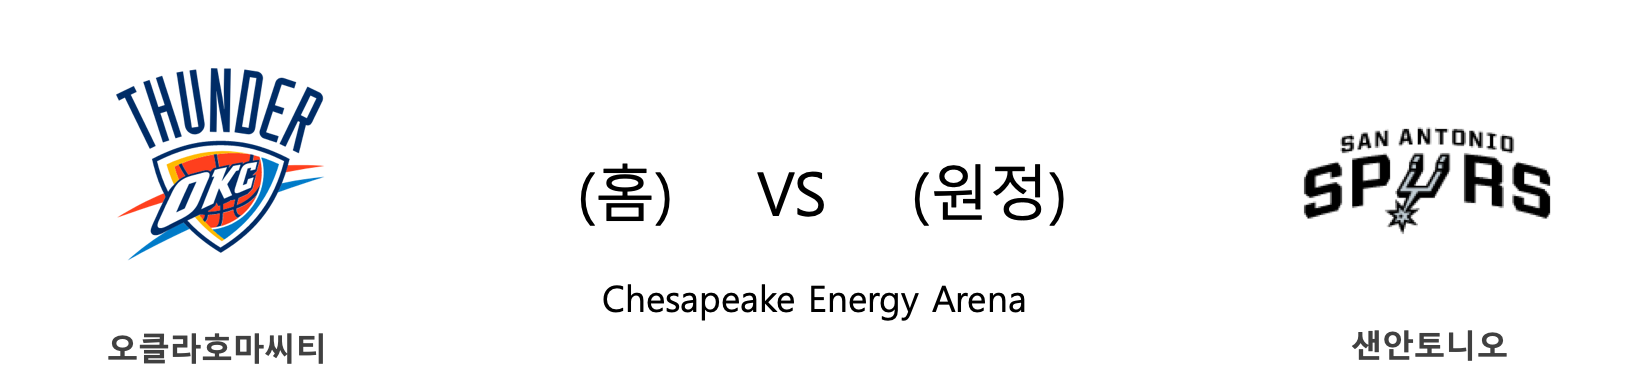 THUNDER
OKC
오클라호마씨티
(홈) VS (원정)
Chesapeake Energy Arena
SAN ANTONIO
SPURS
샌안토니오